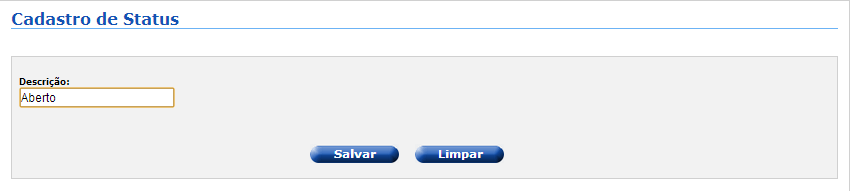 Cadastro de Status
Descrição:
Aberto
Salvar Limpar